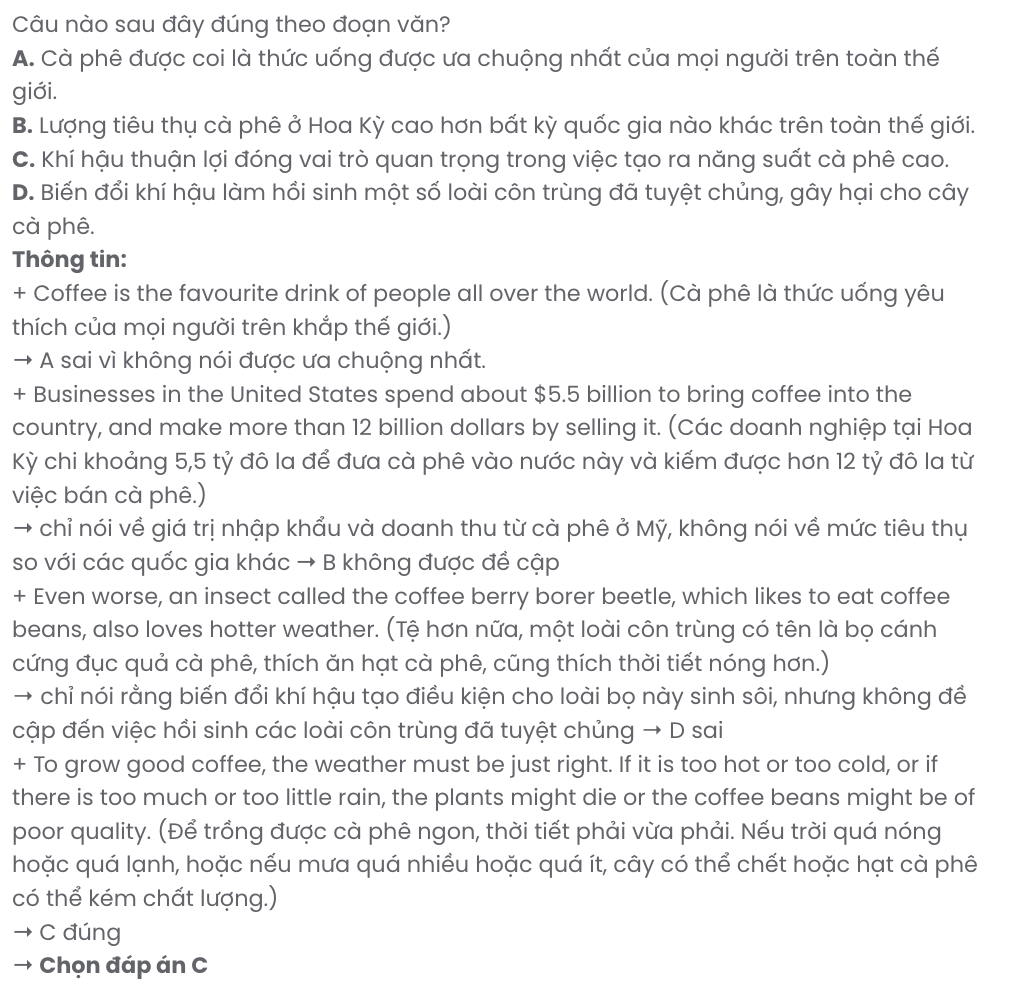 Câu nào sau đây đúng theo đoạn văn?
A. Cà phê được coi là thức uống được ưa chuộng nhất của mọi người trên toàn thế
giới.
B. Lượng tiêu thụ cà phê ở Hoa Kỳ cao hơn bất kỳ quốc gia nào khác trên toàn thế giới.
C. Khí hậu thuận lợi đóng vai trò quan trọng trong việc tạo ra năng suất cà phê cao.
D. Biến đổi khí hậu làm hồi sinh một số loài côn trùng đã tuyệt chủng, gây hại cho cây
cà phê.
Thông tin:
+ Coffee is the favourite drink of people all over the world. (Cà phê là thức uống yêu
thích của mọi người trên khắp thế giới.)
→ A sai vì không nói được ưa chuộng nhất.
+ Businesses in the United States spend about $5.5 billion to bring coffee into the
country, and make more than 12 billion dollars by selling it. (Các doanh nghiệp tại Hoa
Kỳ chi khoảng 5,5 tỷ đô la để đưa cà phê vào nước này và kiếm được hơn 12 tỷ đô la từ
việc bán cà phê.)
→ chỉ nói về giá trị nhập khẩu và doanh thu từ cà phê ở Mỹ, không nói về mức tiêu thụ
so với các quốc gia khác → B không được đề cập
+ Even worse, an insect called the coffee berry borer beetle, which likes to eat coffee
beans, also loves hotter weather. (Tệ hơn nữa, một loài côn trùng có tên là bọ cánh
cứng đục quả cà phê, thích ăn hạt cà phê, cũng thích thời tiết nóng hơn.)
→ chỉ nói rằng biến đổi khí hậu tạo điều kiện cho loài bọ này sinh sôi, nhưng không đề
cập đến việc hồi sinh các loài côn trùng đã tuyệt chủng → D sai
+ To grow good coffee, the weather must be just right. If it is too hot or too cold, or if
there is too much or too little rain, the plants might die or the coffee beans might be of
poor quality. (Để trồng được cà phê ngon, thời tiết phải vừa phải. Nếu trời quá nóng
hoặc quá lạnh, hoặc nếu mưa quá nhiều hoặc quá ít, cây có thể chết hoặc hạt cà phê
có thể kém chất lượng.)
→ C đúng
→ Chọn đáp án C